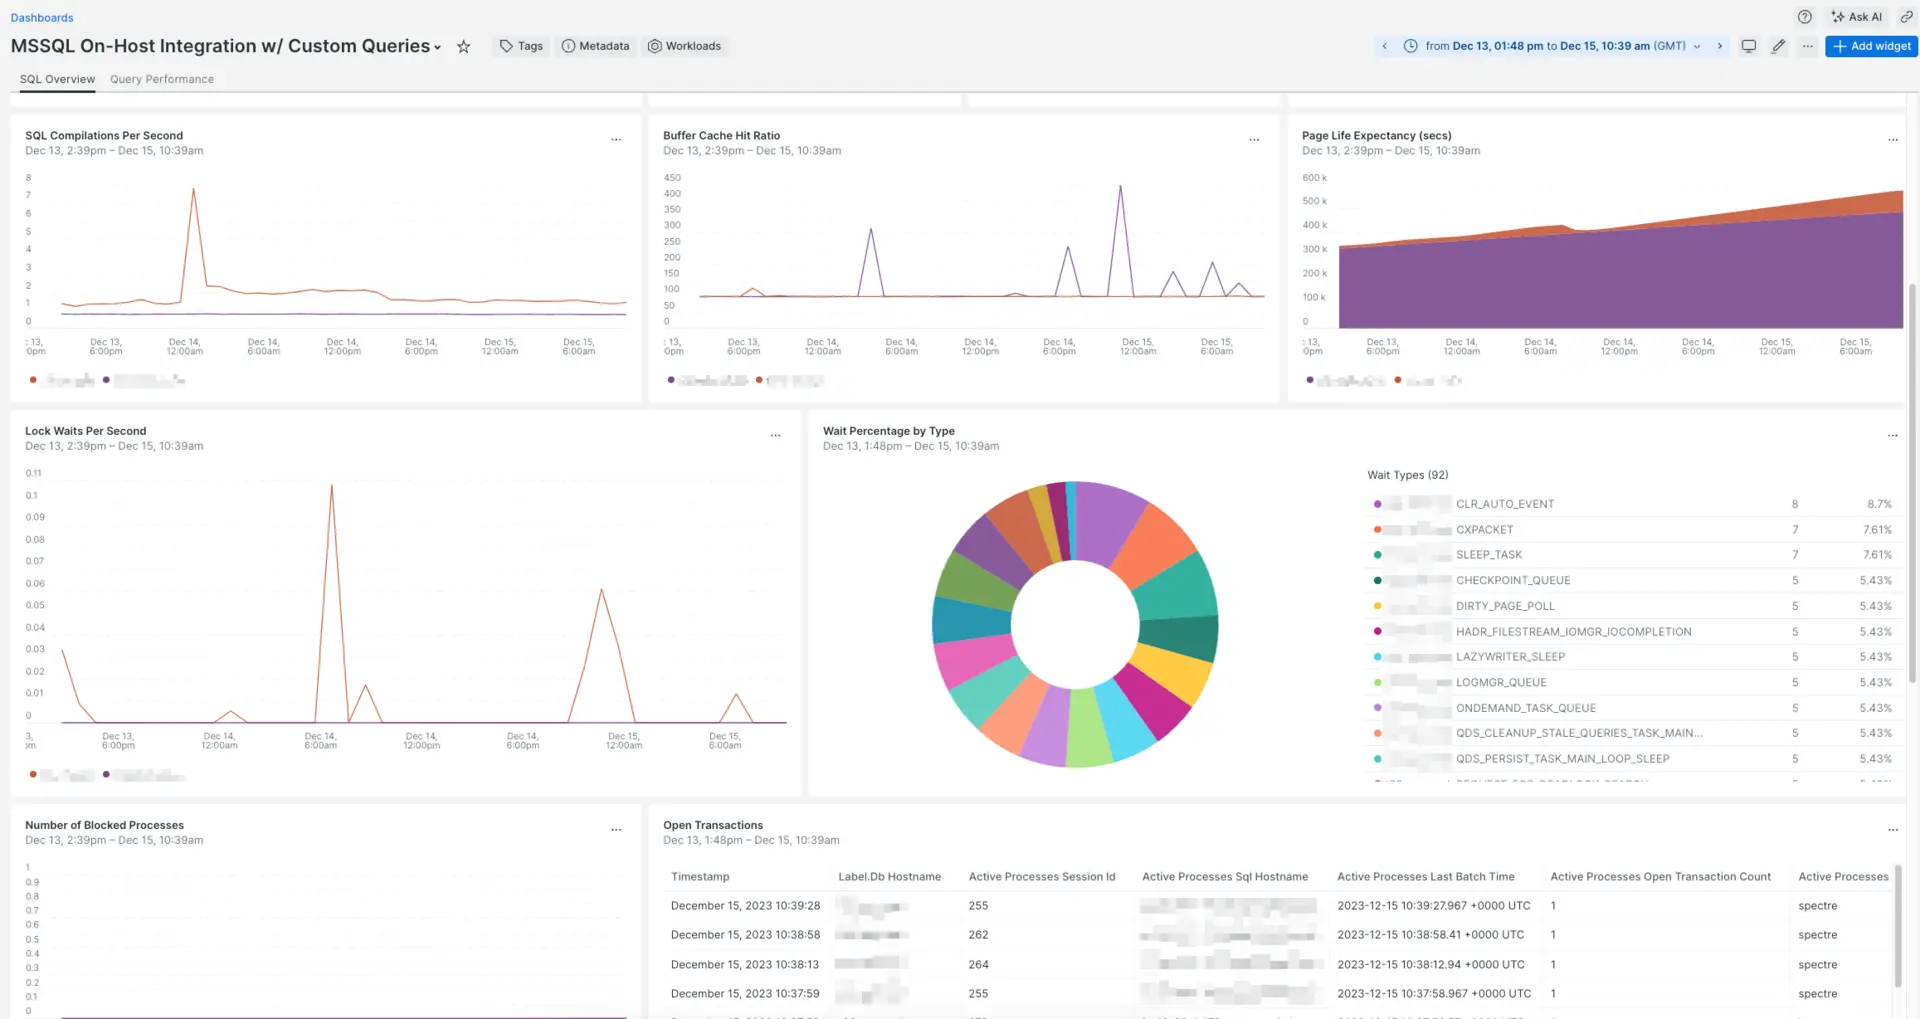 Dashboards
Ask AI
MSSQL On-Host Integration w/ Custom Queries
Tags
Metadata
Workloads
from Dec 13, 01:48 pm to Dec 15, 10:39 am (GMT)
Add widget
SQL Overview
Query Performance
SQL Compilations Per Second
Dec 13, 2:39pm – Dec 15, 10:39am
8
7
6
5
4
3
2
1
0
: 13, 0pm
Dec 13, 6:00pm
Dec 14, 12:00am
Dec 14, 6:00am
Dec 14, 12:00pm
Dec 14, 6:00pm
Dec 15, 12:00am
Dec 15, 6:00am
Buffer Cache Hit Ratio
Dec 13, 2:39pm – Dec 15, 10:39am
450
400
350
300
250
200
150
100
50
0
: 13, 0pm
Dec 13, 6:00pm
Dec 14, 12:00am
Dec 14, 6:00am
Dec 14, 12:00pm
Dec 14, 6:00pm
Dec 15, 12:00am
Dec 15, 6:00am
Page Life Expectancy (secs)
Dec 13, 2:39pm – Dec 15, 10:39am
600 k
500 k
400 k
300 k
200 k
100 k
0
: 13, 0pm
Dec 13, 6:00pm
Dec 14, 12:00am
Dec 14, 6:00am
Dec 14, 12:00pm
Dec 14, 6:00pm
Dec 15, 12:00am
Dec 15, 6:00am
Lock Waits Per Second
Dec 13, 2:39pm – Dec 15, 10:39am
0.11
0.1
0.09
0.08
0.07
0.06
0.05
0.04
0.03
0.02
0.01
0
Dec 13, 6:00pm
Dec 14, 12:00am
Dec 14, 6:00am
Dec 14, 12:00pm
Dec 14, 6:00pm
Dec 15, 12:00am
Dec 15, 6:00am
Wait Percentage by Type
Dec 13, 1:48pm – Dec 15, 10:39am
Wait Types (92)
CLR_AUTO_EVENT 8 8.7%
CXPACKET 7 7.61%
SLEEP_TASK 7 7.61%
CHECKPOINT_QUEUE 5 5.43%
DIRTY_PAGE_POLL 5 5.43%
HADR_FILESTREAM_IOMGR_IOCOMPLETION 5 5.43%
LAZYWRITER_SLEEP 5 5.43%
LOGMGR_QUEUE 5 5.43%
ONDEMAND_TASK_QUEUE 5 5.43%
QDS_CLEANUP_STALE_QUERIES_TASK_MAIN... 5 5.43%
QDS_PERSIST_TASK_MAIN_LOOP_SLEEP 5 5.43%
Number of Blocked Processes
Dec 13, 2:39pm – Dec 15, 10:39am
1
0.9
0.8
0.7
0.6
0.5
0.4
0.3
0.2
0.1
0
Open Transactions
Dec 13, 1:48pm – Dec 15, 10:39am
Timestamp Label.Db Hostname Active Processes Session Id Active Processes Sql Hostname Active Processes Last Batch Time Active Processes Open Transaction Count Active Processes
December 15, 2023 10:39:28 255 2023-12-15 10:39:27.967 +0000 UTC 1 spectre
December 15, 2023 10:38:58 262 2023-12-15 10:38:58.41 +0000 UTC 1 spectre
December 15, 2023 10:38:13 264 2023-12-15 10:38:12.94 +0000 UTC 1 spectre
December 15, 2023 10:37:59 255 2023-12-15 10:37:58.967 +0000 UTC 1 spectre